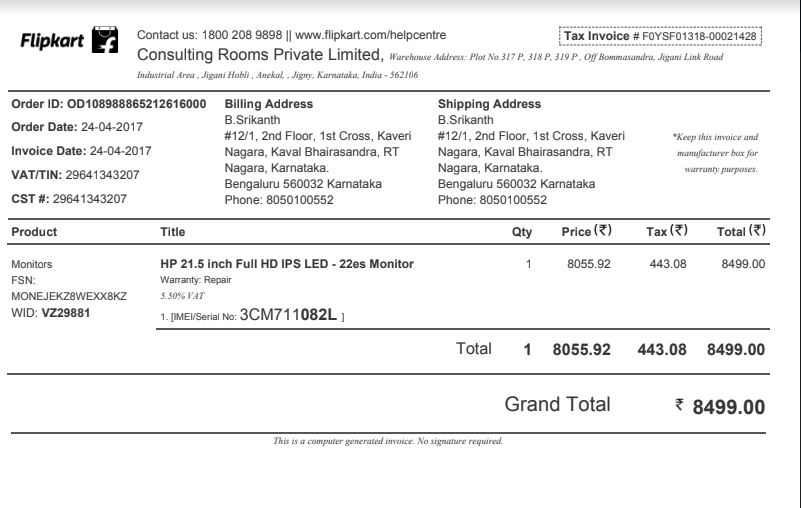 Flipkart
Contact us: 1800 208 9898 || www.flipkart.com/helpcentre
Tax Invoice # F0YSF01318-00021428
Consulting Rooms Private Limited, Warehouse Address: Plot No.317 P, 318 P, 319 P , Off Bommasandra, Jigani Link Road
Industrial Area , Jigani Hobli , Anekal, , Jigny, Karnataka, India - 562106
Order ID: OD108988865212616000
Order Date: 24-04-2017
Invoice Date: 24-04-2017
VAT/TIN: 29641343207
CST #: 29641343207
Billing Address
B.Srikanth
#12/1, 2nd Floor, 1st Cross, Kaveri
Nagara, Kaval Bhairasandra, RT
Nagara, Karnataka.
Bengaluru 560032 Karnataka
Phone: 8050100552
Shipping Address
B.Srikanth
#12/1, 2nd Floor, 1st Cross, Kaveri
Nagara, Kaval Bhairasandra, RT
Nagara, Karnataka.
Bengaluru 560032 Karnataka
Phone: 8050100552
*Keep this invoice and
manufacturer box for
warranty purposes.
Product Title Qty Price (₹) Tax (₹) Total (₹)
Monitors
FSN:
MONEJEKZ8WEXX8KZ
WID: VZ29881
HP 21.5 inch Full HD IPS LED - 22es Monitor 1 8055.92 443.08 8499.00
Warranty: Repair
5.50% VAT
1. [IMEI/Serial No: 3CM711082L ]
Total 1 8055.92 443.08 8499.00
Grand Total ₹ 8499.00
This is a computer generated invoice. No signature required.